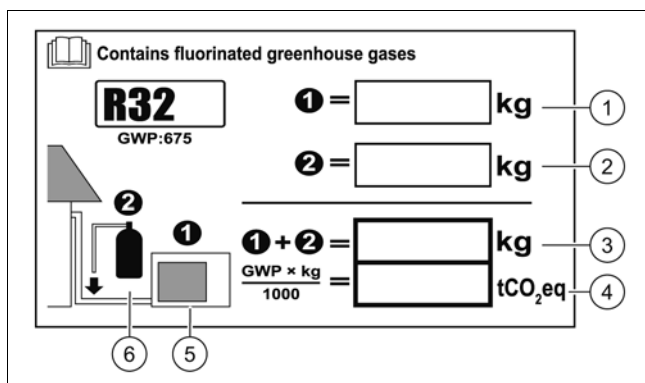 Contains fluorinated greenhouse gases
R32
GWP:675
❶ = kg ①
❷ = kg ②
❶+❷ = kg ③
GWP × kg
1000
= tCO₂eq ④
❷
❶
⑥ ⑤